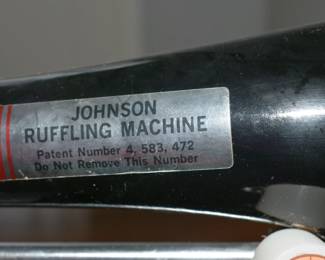 JOHNSON
RUFFLING MACHINE
Patent Number 4, 583, 472
Do Not Remove This Number